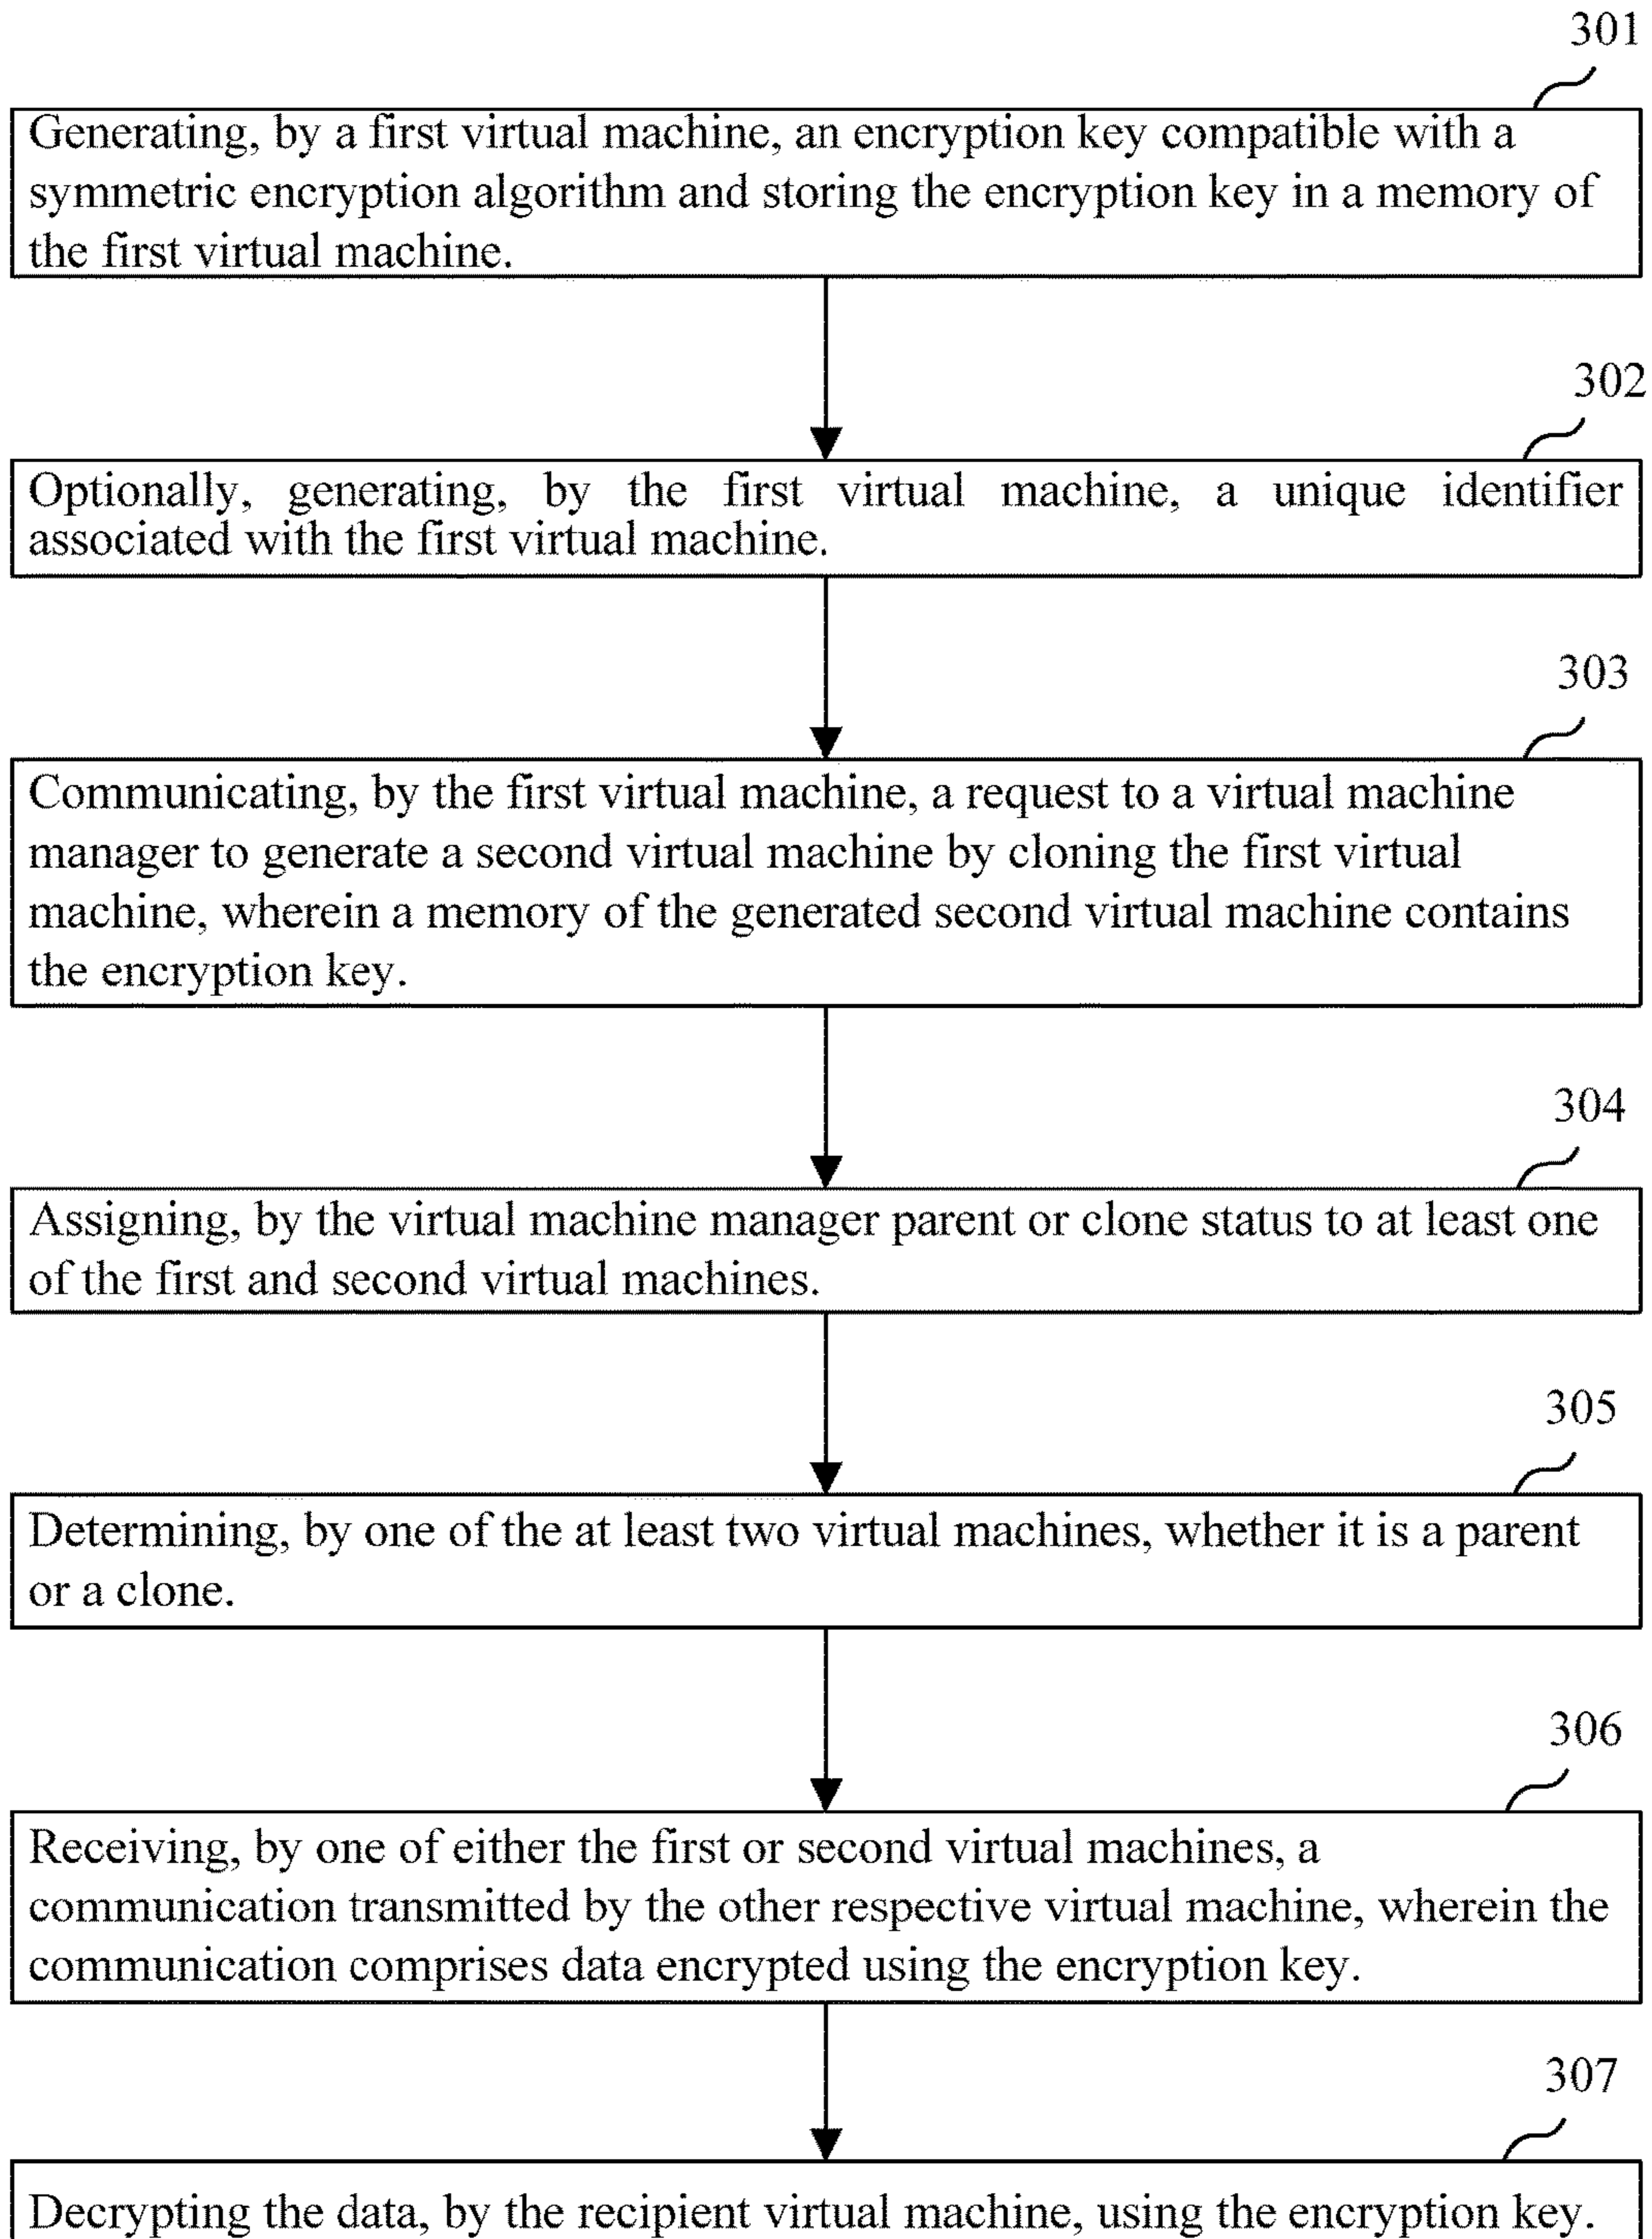 301
Generating, by a first virtual machine, an encryption key compatible with a
symmetric encryption algorithm and storing the encryption key in a memory of
the first virtual machine.
302
Optionally, generating, by the first virtual machine, a unique identifier
associated with the first virtual machine.
303
Communicating, by the first virtual machine, a request to a virtual machine
manager to generate a second virtual machine by cloning the first virtual
machine, wherein a memory of the generated second virtual machine contains
the encryption key.
304
Assigning, by the virtual machine manager parent or clone status to at least one
of the first and second virtual machines.
305
Determining, by one of the at least two virtual machines, whether it is a parent
or a clone.
306
Receiving, by one of either the first or second virtual machines, a
communication transmitted by the other respective virtual machine, wherein the
communication comprises data encrypted using the encryption key.
307
Decrypting the data, by the recipient virtual machine, using the encryption key.